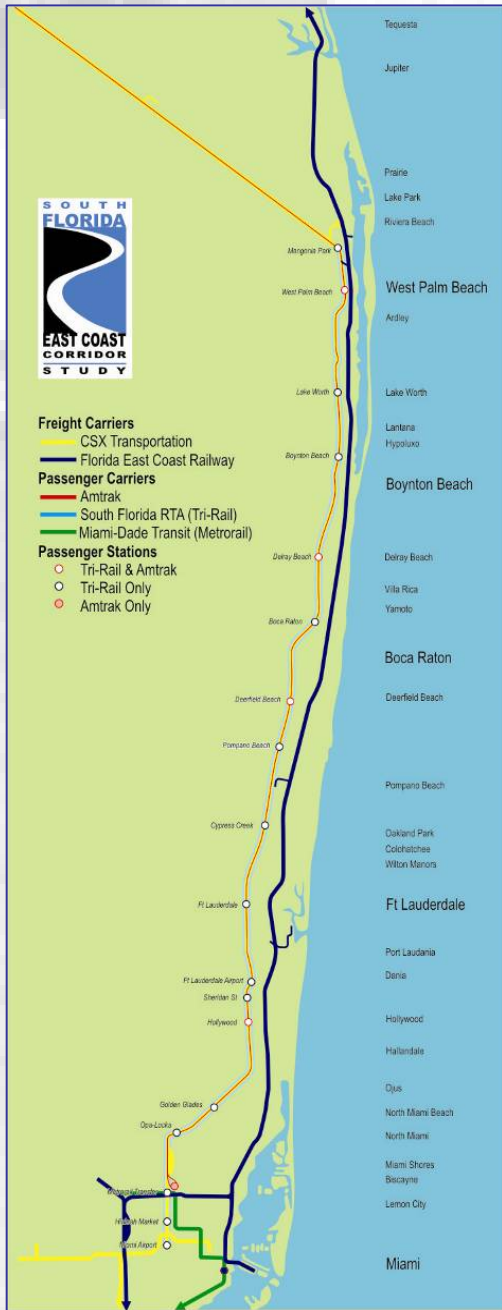 SOUTH
FLORIDA
EAST COAST
CORRIDOR
STUDY
Freight Carriers
CSX Transportation
Florida East Coast Railway
Passenger Carriers
Amtrak
South Florida RTA (Tri-Rail)
Miami-Dade Transit (Metrorail)
Passenger Stations
Tri-Rail & Amtrak
Tri-Rail Only
Amtrak Only
Mangonia Park
West Palm Beach
Lake Worth
Boynton Beach
Delray Beach
Boca Raton
Deerfield Beach
Pompano Beach
Cypress Creek
Ft Lauderdale
Ft Lauderdale Airport
Sheridan St
Hollywood
Golden Glades
Opa-Locka
Metrorail Transfer
Hialeah Market
Miami Airport
Tequesta
Jupiter
Prairie
Lake Park
Riviera Beach
West Palm Beach
Ardley
Lake Worth
Lantana
Hypoluxo
Boynton Beach
Delray Beach
Villa Rica
Yamoto
Boca Raton
Deerfield Beach
Pompano Beach
Oakland Park
Colohatchee
Wilton Manors
Ft Lauderdale
Port Laudania
Dania
Hollywood
Hallandale
Ojus
North Miami Beach
North Miami
Miami Shores
Biscayne
Lemon City
Miami